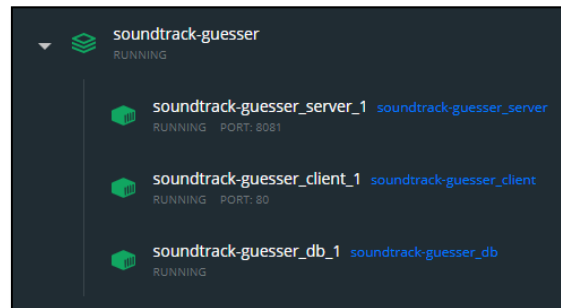 soundtrack-guesser
RUNNING
soundtrack-guesser_server_1 soundtrack-guesser_server
RUNNING PORT: 8081
soundtrack-guesser_client_1 soundtrack-guesser_client
RUNNING PORT: 80
soundtrack-guesser_db_1 soundtrack-guesser_db
RUNNING